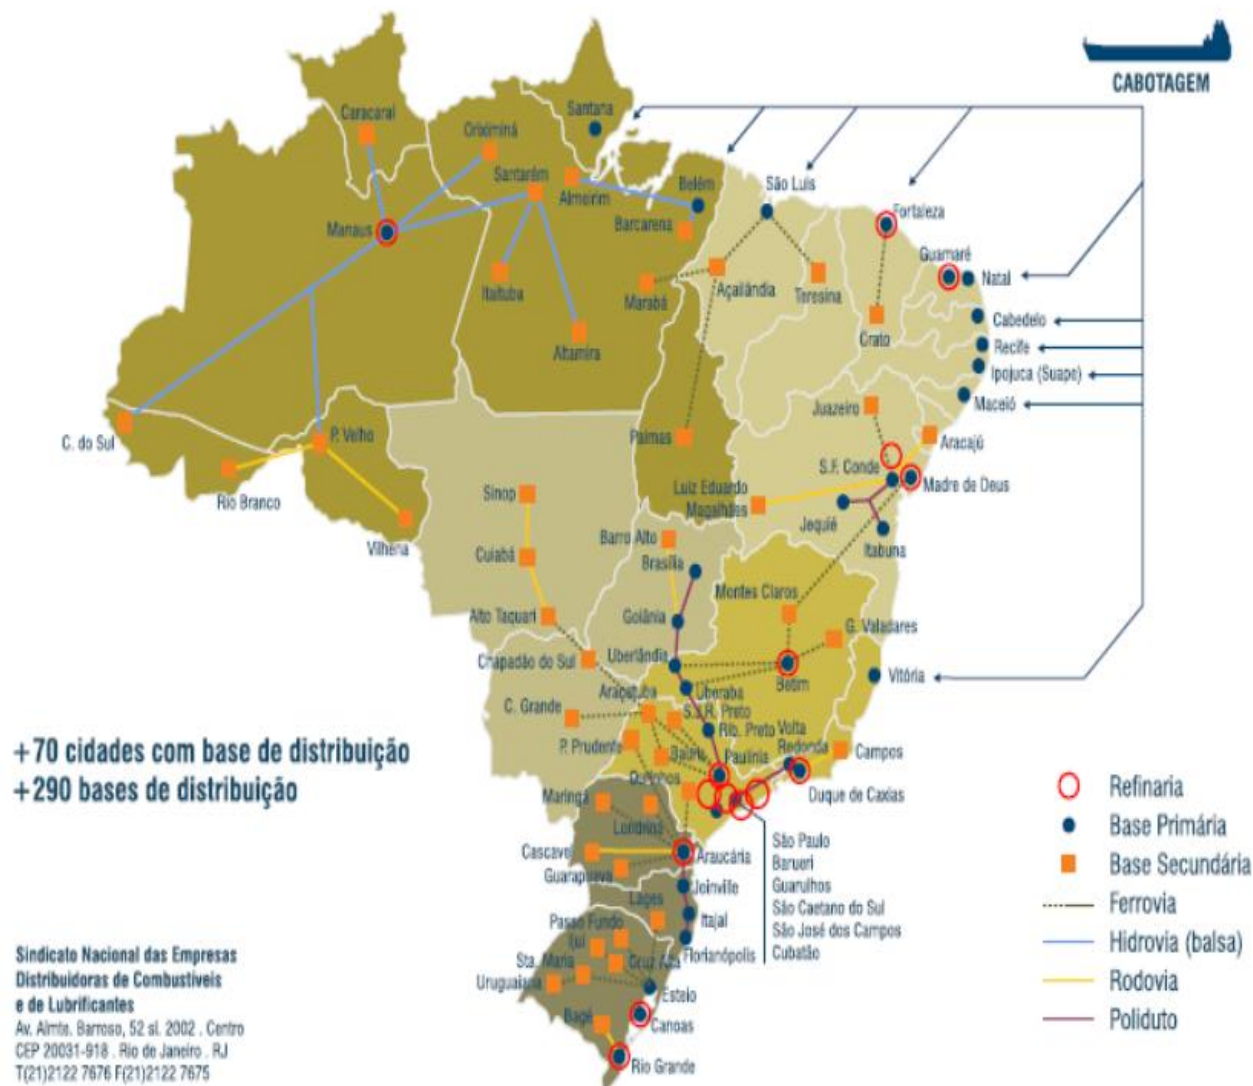 CABOTAGEM
Caracaraí
Oriximiná
Santana
Santarém
Almeirim
Belém
São Luis
Barcarena
Manaus
Fortaleza
Guamaré
Natal
Itaituba
Marabá
Açailândia
Teresina
Crato
Cabedelo
Recife
Altamira
Ipojuca (Suape)
Maceió
Juazeiro
Aracajú
C. do Sul
P. Velho
Palmas
S.F. Conde
Madre de Deus
Rio Branco
Luiz Eduardo
Magalhães
Sinop
Jequié
Itabuna
Vilhena
Barro Alto
Cuiabá
Brasília
Montes Claros
Alto Taquari
Goiânia
G. Valadares
Chapadão do Sul
Uberlândia
Betim
Vitória
Araçatuba
Uberaba
C. Grande
S.J.R. Preto
Rib. Preto
Volta
Redonda
P. Prudente
Bauru
Paulínia
Campos
Ourinhos
Duque de Caxias
Maringá
Londrina
Cascavel
Araucária
Guarapuava
Joinville
Lages
Itajaí
Passo Fundo
Ijuí
Florianópolis
Sta. Maria
Cruz Alta
Uruguaiana
Esteio
Bagé
Canoas
Rio Grande
São Paulo
Barueri
Guarulhos
São Caetano do Sul
São José dos Campos
Cubatão
+70 cidades com base de distribuição
+290 bases de distribuição
Refinaria
Base Primária
Base Secundária
Ferrovia
Hidrovia (balsa)
Rodovia
Poliduto
Sindicato Nacional das Empresas
Distribuidoras de Combustíveis
e de Lubrificantes
Av. Almte. Barroso, 52 sl. 2002 . Centro
CEP 20031-918 . Rio de Janeiro . RJ
T(21)2122 7676 F(21)2122 7675